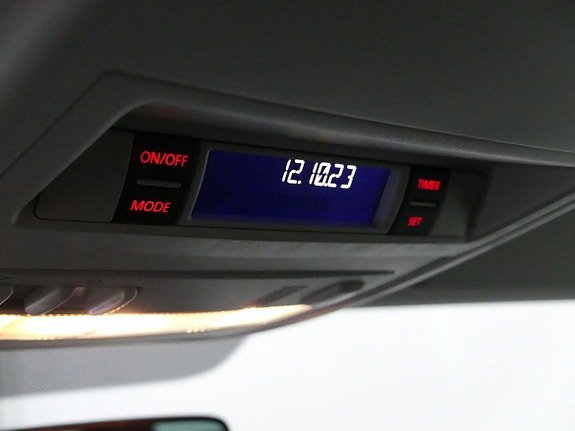 ON/OFF
12.10.23
TIMER
MODE
SET